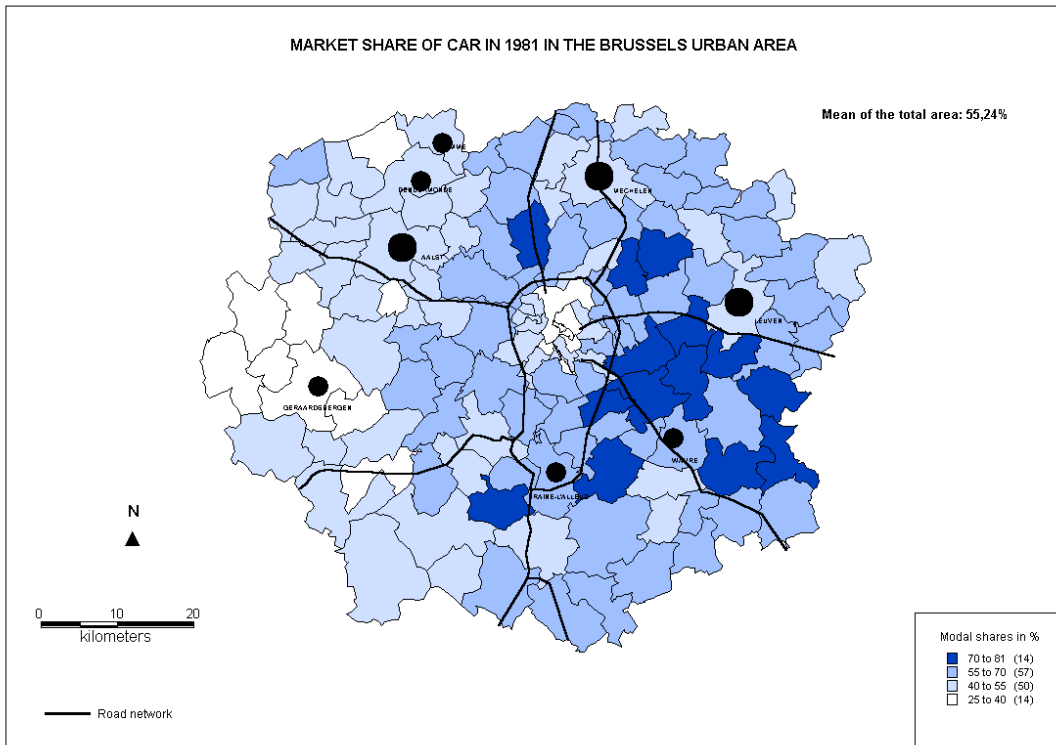 MARKET SHARE OF CAR IN 1981 IN THE BRUSSELS URBAN AREA
Mean of the total area: 55,24%
MECHELEN
AALST
LEUVEN
GERAARDSBERGEN
WAVRE
N
0 10 20
kilometers
Road network
Modal shares in %
70 to 81 (14)
55 to 70 (57)
40 to 55 (50)
25 to 40 (14)